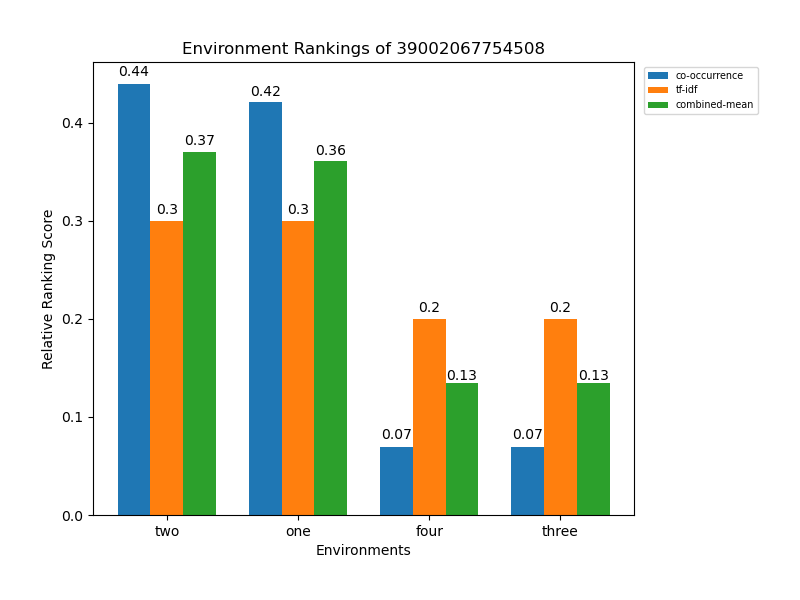 Environment Rankings of 39002067754508
co-occurrence
tf-idf
combined-mean
Relative Ranking Score
0.4
0.3
0.2
0.1
0.0
0.44
0.3
0.37
0.42
0.3
0.36
0.07
0.2
0.13
0.07
0.2
0.13
two one four three
Environments